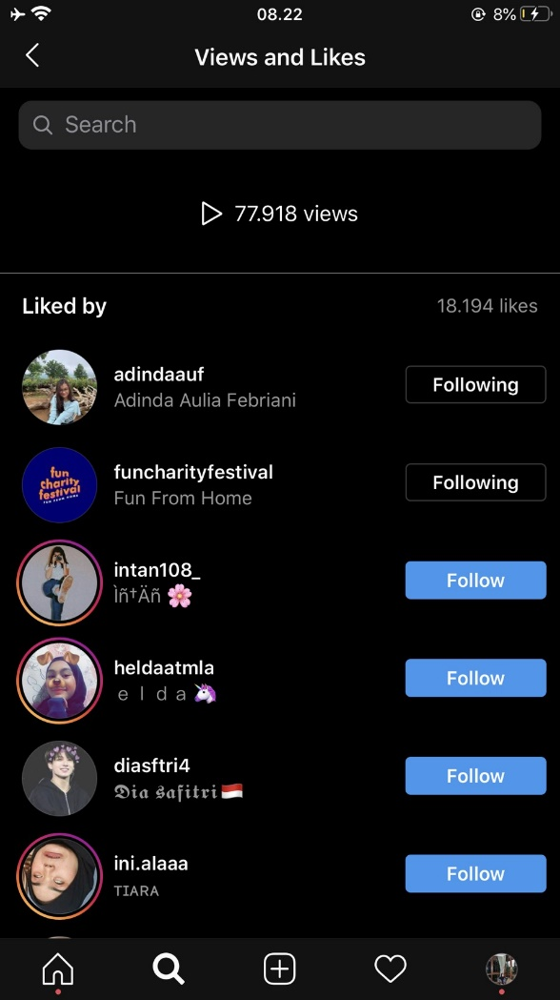 08.22
8%
Views and Likes
Search
77.918 views
Liked by
18.194 likes
adindaauf
Adinda Aulia Febriani
Following
fun
charity
festival
FUN FROM HOME
funcharityfestival
Fun From Home
Following
intan108_
Ìñ†Äñ 🌸
Follow
heldaatmla
e l d a 🦄
Follow
diasftri4
𝕯𝖎𝖆 𝖘𝖆𝖋𝖎𝖙𝖗𝖎 🇮🇩
Follow
ini.alaaa
ᴛɪᴀʀᴀ
Follow